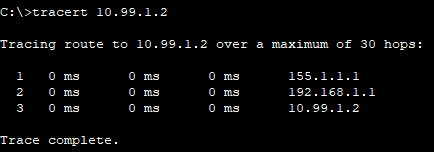 C:\>tracert 10.99.1.2
Tracing route to 10.99.1.2 over a maximum of 30 hops:
1 0 ms 0 ms 0 ms 155.1.1.1
2 0 ms 0 ms 0 ms 192.168.1.1
3 0 ms 0 ms 0 ms 10.99.1.2
Trace complete.